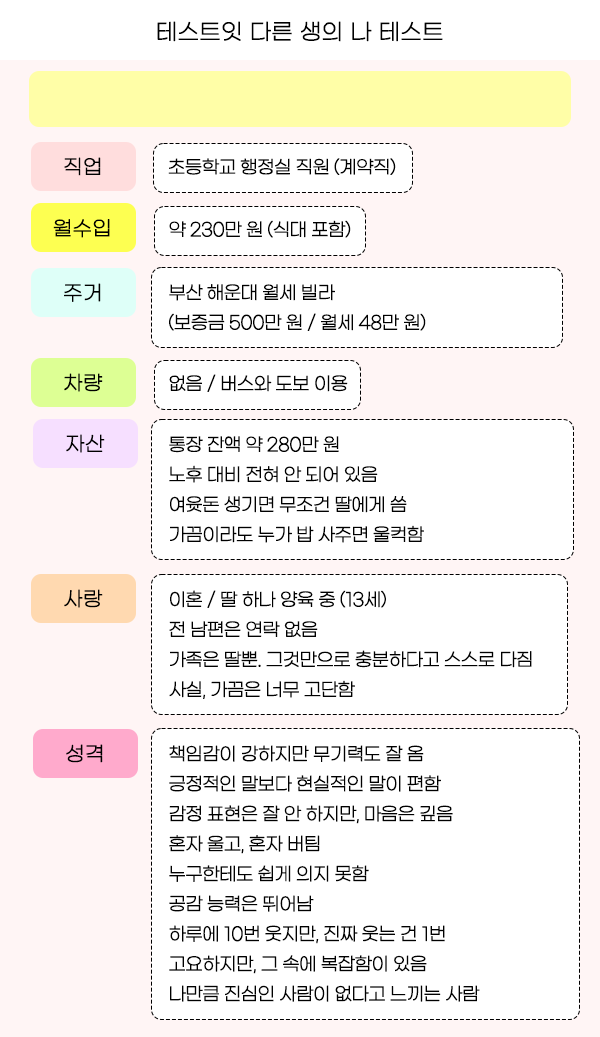 테스트잇 다른 생의 나 테스트
직업
초등학교 행정실 직원 (계약직)
월수입
약 230만 원 (식대 포함)
주거
부산 해운대 월세 빌라
(보증금 500만 원 / 월세 48만 원)
차량
없음 / 버스와 도보 이용
자산
통장 잔액 약 280만 원
노후 대비 전혀 안 되어 있음
여윳돈 생기면 무조건 딸에게 씀
가끔이라도 누가 밥 사주면 울컥함
사랑
이혼 / 딸 하나 양육 중 (13세)
전 남편은 연락 없음
가족은 딸뿐. 그것만으로 충분하다고 스스로 다짐
사실, 가끔은 너무 고단함
성격
책임감이 강하지만 무기력도 잘 옴
긍정적인 말보다 현실적인 말이 편함
감정 표현은 잘 안 하지만, 마음은 깊음
혼자 울고, 혼자 버팀
누구한테도 쉽게 의지 못함
공감 능력은 뛰어남
하루에 10번 웃지만, 진짜 웃는 건 1번
고요하지만, 그 속에 복잡함이 있음
나만큼 진심인 사람이 없다고 느끼는 사람